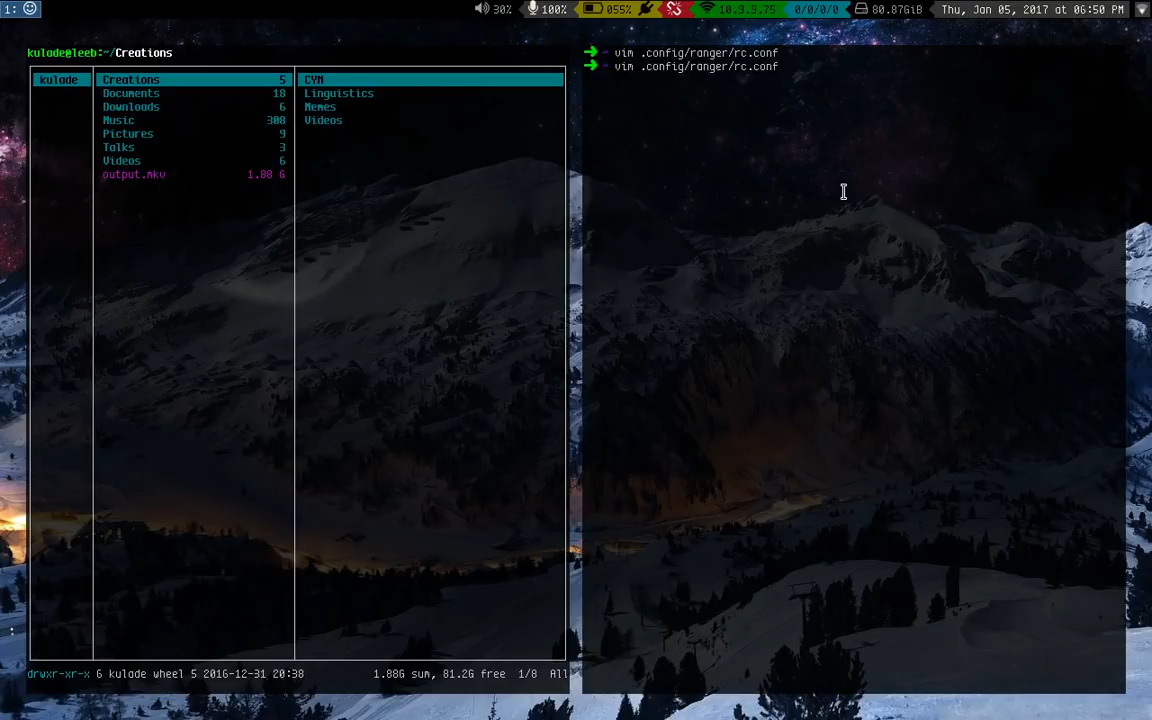 1:
30% 100% 055% 10.9.9.75 0/0/0/0 80.87GiB Thu, Jan 05, 2017 at 06:50 PM
kulade@leeb:~/Creations
kulade
Creations 5
Documents 18
Downloads 6
Music 308
Pictures 9
Talks 3
Videos 6
output.mkv 1.88 G
CYM
Linguistics
Memes
Videos
drwxr-xr-x 6 kulade wheel 5 2016-12-31 20:38 1.88G sum, 81.2G free 1/8 All
➜ ~ vim .config/ranger/rc.conf
➜ ~ vim .config/ranger/rc.conf